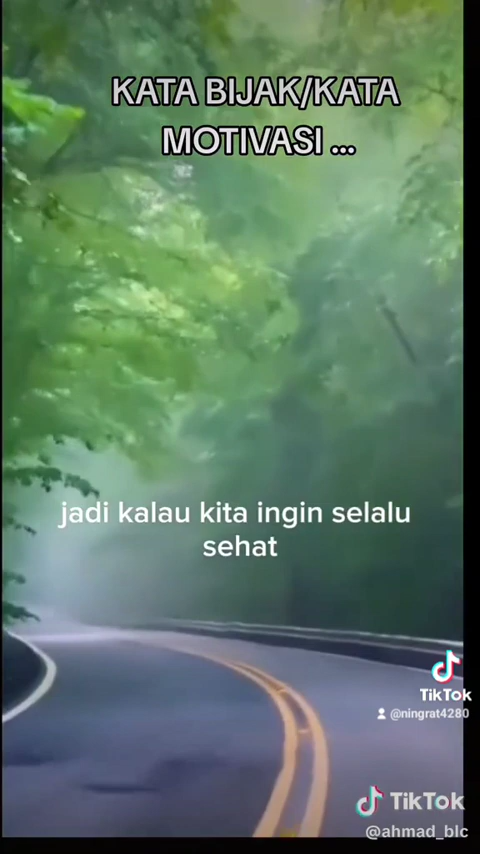 KATA BIJAK/KATA
MOTIVASI ...
jadi kalau kita ingin selalu
sehat
TikTok
@ningrat4280
TikTok
@ahmad_blc